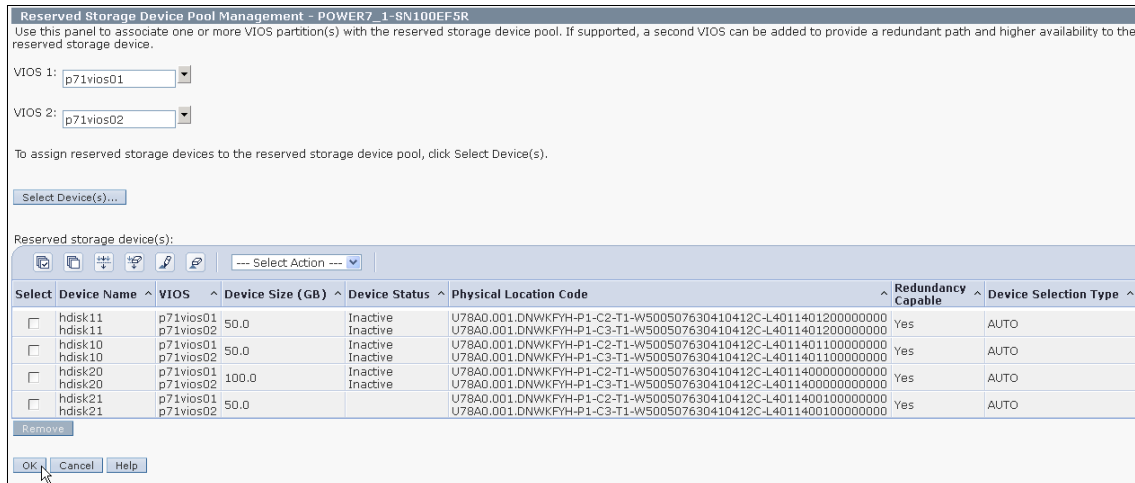 Reserved Storage Device Pool Management - POWER7_1-SN100EF5R
Use this panel to associate one or more VIOS partition(s) with the reserved storage device pool. If supported, a second VIOS can be added to provide a redundant path and higher availability to the
reserved storage device.
VIOS 1: p71vios01
VIOS 2: p71vios02
To assign reserved storage devices to the reserved storage device pool, click Select Device(s).
Select Device(s)...
Reserved storage device(s):
--- Select Action ---
Select Device Name ^ VIOS ^ Device Size (GB) ^ Device Status ^ Physical Location Code ^ Redundancy Capable ^ Device Selection Type ^
hdisk11 p71vios01 50.0 Inactive U78A0.001.DNWKFYH-P1-C2-T1-W500507630410412C-L4011401200000000 Yes AUTO
hdisk11 p71vios02 Inactive U78A0.001.DNWKFYH-P1-C3-T1-W500507630410412C-L4011401200000000
hdisk10 p71vios01 50.0 Inactive U78A0.001.DNWKFYH-P1-C2-T1-W500507630410412C-L4011401100000000 Yes AUTO
hdisk10 p71vios02 Inactive U78A0.001.DNWKFYH-P1-C3-T1-W500507630410412C-L4011401100000000
hdisk20 p71vios01 100.0 Inactive U78A0.001.DNWKFYH-P1-C2-T1-W500507630410412C-L4011400000000000 Yes AUTO
hdisk20 p71vios02 Inactive U78A0.001.DNWKFYH-P1-C3-T1-W500507630410412C-L4011400000000000
hdisk21 p71vios01 50.0 U78A0.001.DNWKFYH-P1-C2-T1-W500507630410412C-L4011400100000000 Yes AUTO
hdisk21 p71vios02 U78A0.001.DNWKFYH-P1-C3-T1-W500507630410412C-L4011400100000000
Remove
OK Cancel Help